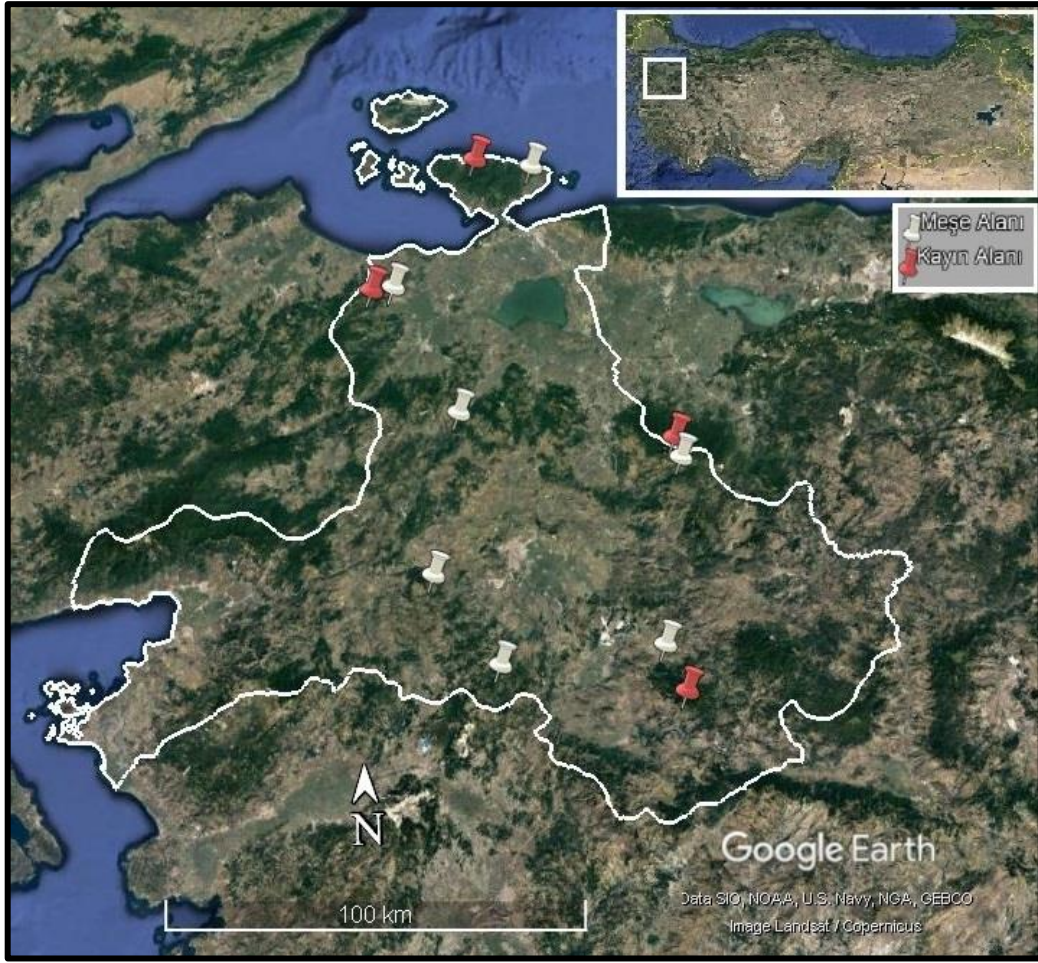 Meşe Alanı
Kayın Alanı
N
Google Earth
100 km
Data SIO, NOAA, U.S. Navy, NGA, GEBCO
Image Landsat / Copernicus